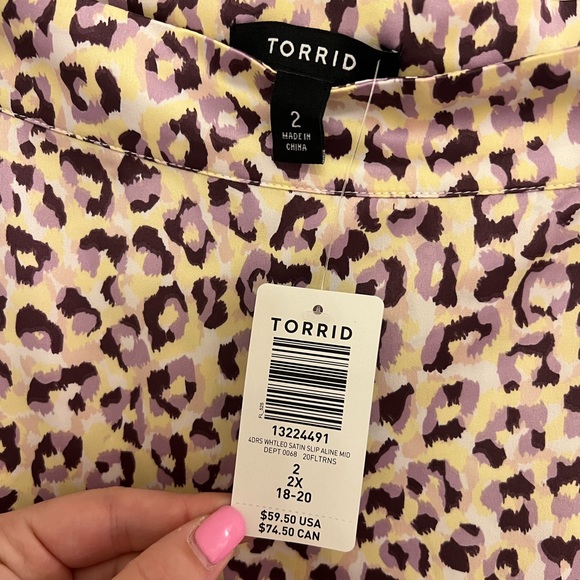 TORRID
2
MADE IN
CHINA
TORRID
FL_S20
13224491
4DRS WHTLEO SATIN SLIP ALINE MID
DEPT 0068 20FLTRNS
2
2X
18-20
$59.50 USA
$74.50 CAN